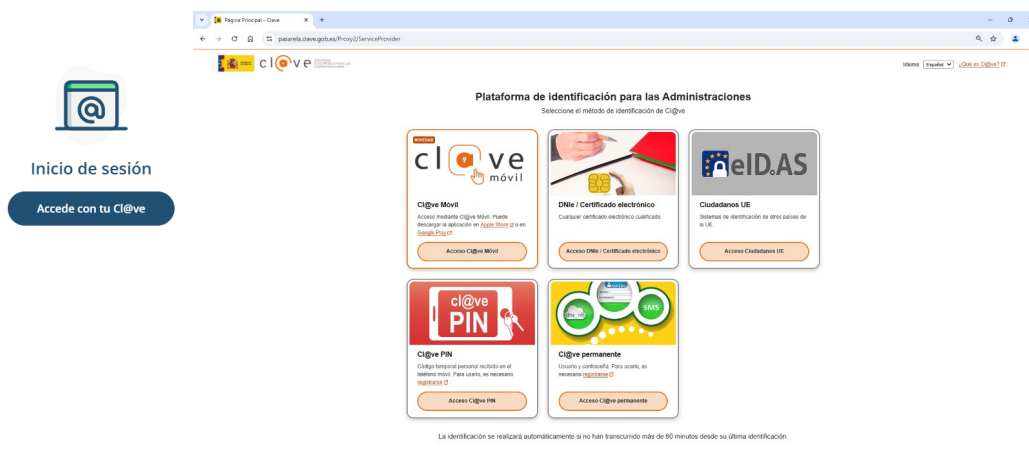 Página Principal - Clave
pasarela.clave.gob.es/Proxy2/ServiceProvider
cl@ve
Idioma Español ¿Qué es Cl@ve?
Inicio de sesión
Accede con tu Cl@ve
Plataforma de identificación para las Administraciones
Seleccione el método de identificación de Cl@ve
NOVEDAD
cl@ve
móvil
Cl@ve Móvil
Acceso mediante Cl@ve Móvil. Puede
descargar la aplicación en Apple Store o en
Google Play.
Acceso Cl@ve Móvil
DNIe / Certificado electrónico
Cualquier certificado electrónico cualificado.
Acceso DNIe / Certificado electrónico
eID.AS
Ciudadanos UE
Sistemas de identificación de otros países de
la UE.
Acceso Ciudadanos UE
cl@ve
PIN
Cl@ve PIN
Código temporal personal recibido en el
teléfono móvil. Para usarlo, es necesario
registrarse.
Acceso Cl@ve PIN
SMS
Cl@ve permanente
Usuario y contraseña. Para usarlo, es
necesario registrarse.
Acceso Cl@ve permanente
La identificación se realizará automáticamente si no han transcurrido más de 60 minutos desde su última identificación.